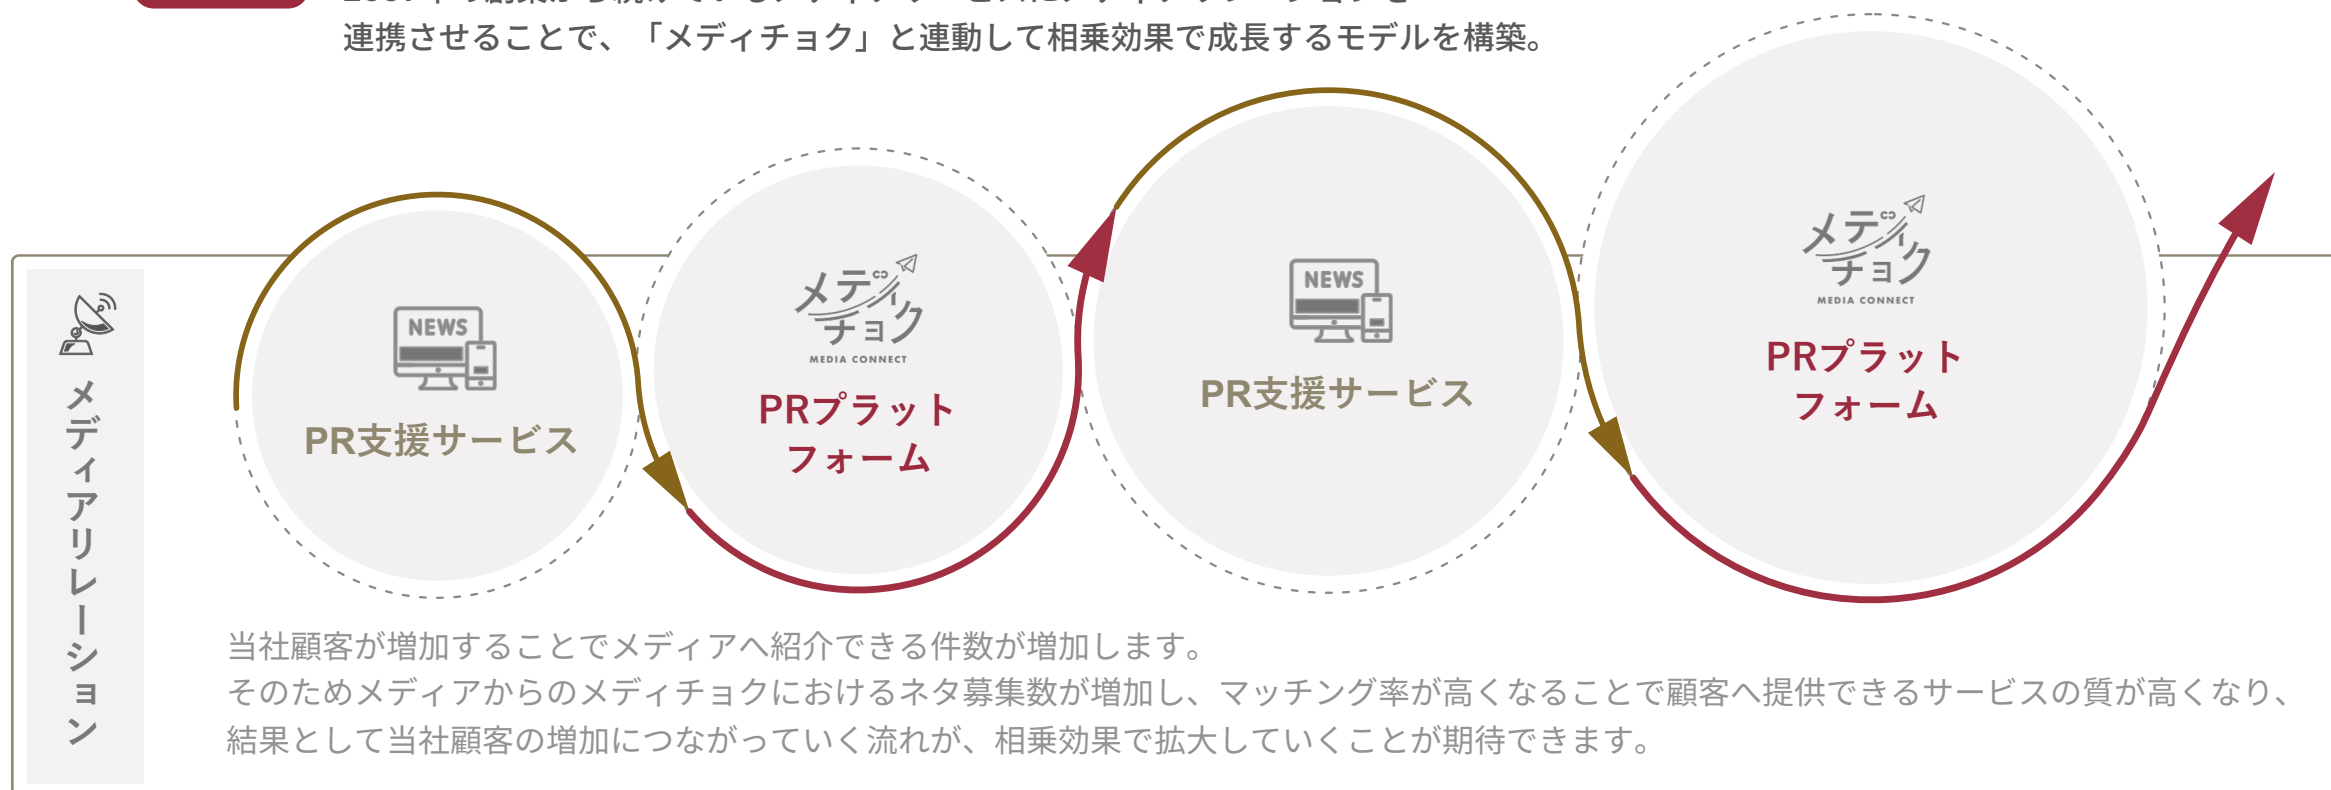 連携させることで、「メディチョク」と連動して相乗効果で成長するモデルを構築。
メディアリレーション
NEWS
PR支援サービス
メディチョク
MEDIA CONNECT
PRプラット
フォーム
NEWS
PR支援サービス
メディチョク
MEDIA CONNECT
PRプラット
フォーム
当社顧客が増加することでメディアへ紹介できる件数が増加します。
そのためメディアからのメディチョクにおけるネタ募集数が増加し、マッチング率が高くなることで顧客へ提供できるサービスの質が高くなり、
結果として当社顧客の増加につながっていく流れが、相乗効果で拡大していくことが期待できます。